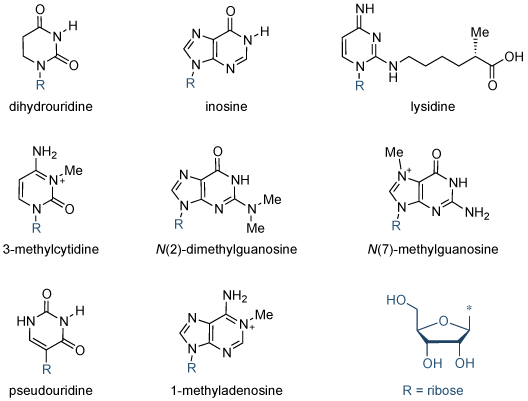 O
N
H
N
O
R
dihydrouridine
O
N
N
H
N
N
R
inosine
NH
N
N
N
H
R
Me
OH
O
lysidine
NH2
Me
N+
N
O
R
3-methylcytidine
O
N
NH
N
N
N
Me
Me
R
N(2)-dimethylguanosine
Me
O
N+
NH
N
N
NH2
R
N(7)-methylguanosine
O
HN
N
H
O
R
pseudouridine
NH2
N
N+
Me
N
N
R
1-methyladenosine
HO
*
O
OH
OH
R = ribose